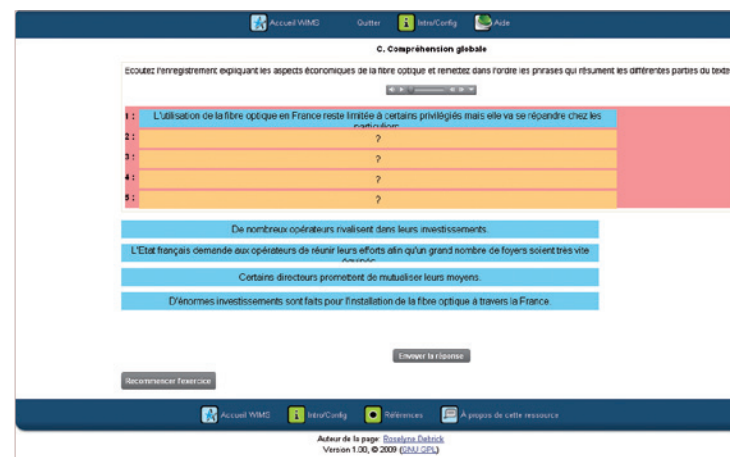 Accueil WIMS Quitter Intro/Config Aide
C. Compréhension globale
Ecoutez l'enregistrement expliquant les aspects économiques de la fibre optique et remettez dans l'ordre les phrases qui résument les différentes parties du texte
1 : L'utilisation de la fibre optique en France reste limitée à certains privilégiés mais elle va se répandre chez les
particuliers
2 : ?
3 : ?
4 : ?
5 : ?
De nombreux opérateurs rivalisent dans leurs investissements.
L'Etat français demande aux opérateurs de réunir leurs efforts afin qu'un grand nombre de foyers soient très vite
équipés
Certains directeurs promettent de mutualiser leurs moyens.
D'énormes investissements sont faits pour l'installation de la fibre optique à travers la France.
Envoyer la réponse
Recommencer l'exercice
Accueil WIMS Intro/Config Références À propos de cette ressource
Auteur de la page: Roselyne Debrick
Version 1.00, © 2009 (GNU GPL)